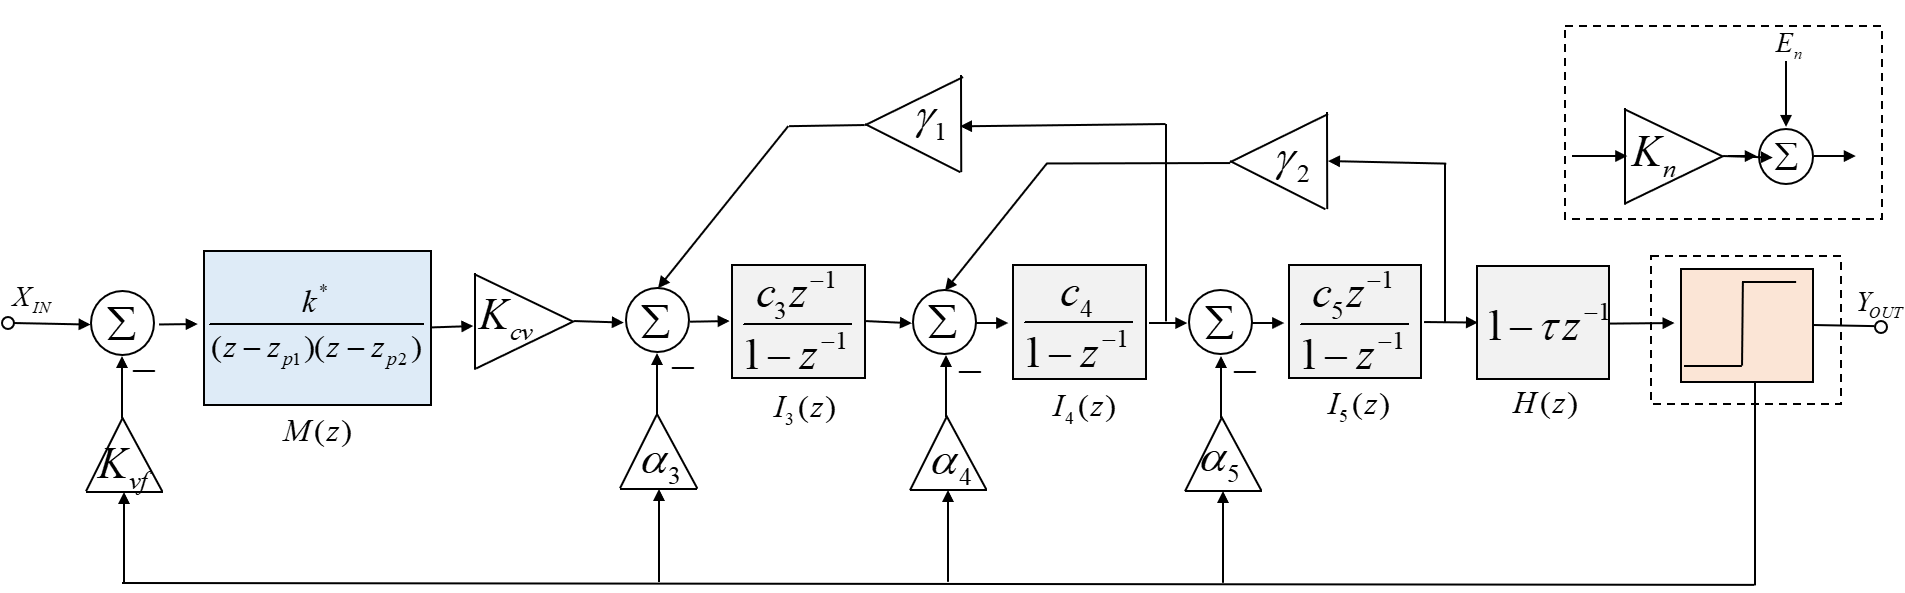 E_n
γ_1
γ_2
K_n
Σ
X_IN
Σ
k^*
(z − z_p1)(z − z_p2)
K_cv
Σ
c_3 z^−1
1 − z^−1
Σ
c_4
1 − z^−1
Σ
c_5 z^−1
1 − z^−1
1 − τz^−1
Y_OUT
−
−
−
−
M(z)
I_3(z)
I_4(z)
I_5(z)
H(z)
K_vf
α_3
α_4
α_5